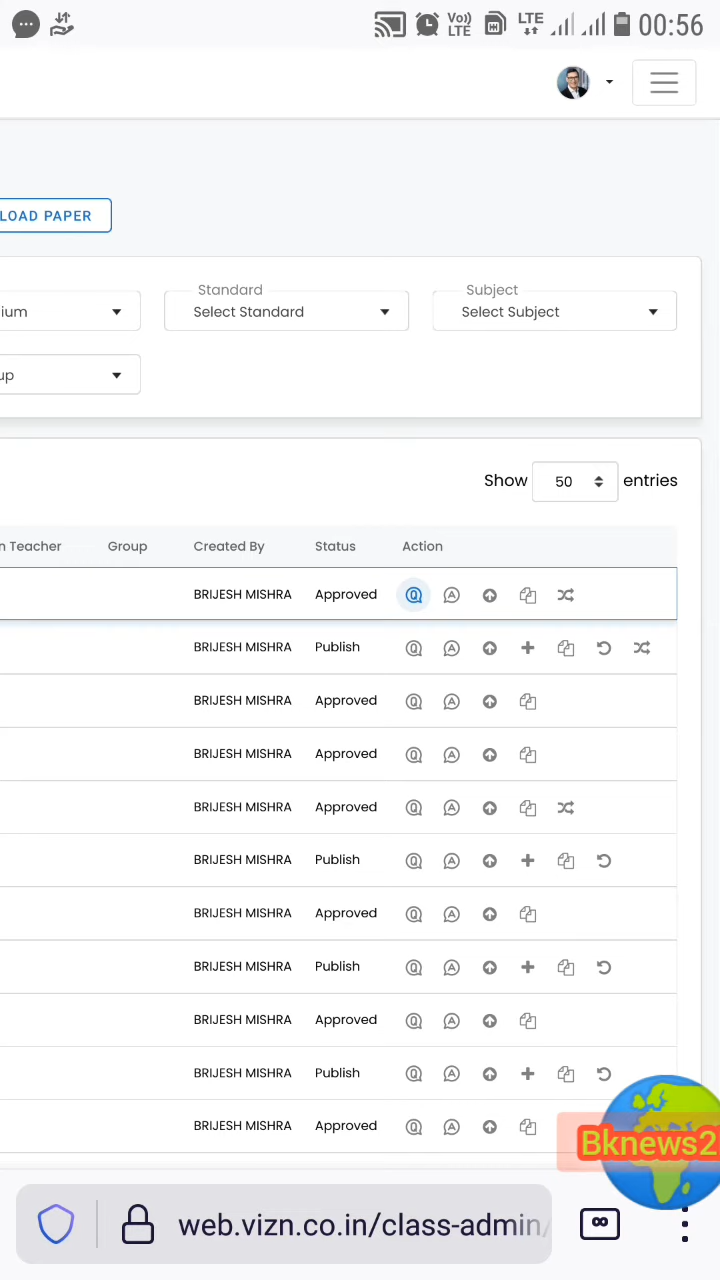 Vo))
LTE
LTE
00:56
LOAD PAPER
Standard
Subject
ium
Select Standard
Select Subject
up
Show 50 entries
n Teacher Group Created By Status Action
BRIJESH MISHRA Approved Q A
BRIJESH MISHRA Publish Q A
BRIJESH MISHRA Approved Q A
BRIJESH MISHRA Approved Q A
BRIJESH MISHRA Approved Q A
BRIJESH MISHRA Publish Q A
BRIJESH MISHRA Approved Q A
BRIJESH MISHRA Publish Q A
BRIJESH MISHRA Approved Q A
BRIJESH MISHRA Publish Q A
BRIJESH MISHRA Approved Q A
Bknews2
web.vizn.co.in/class-admin/